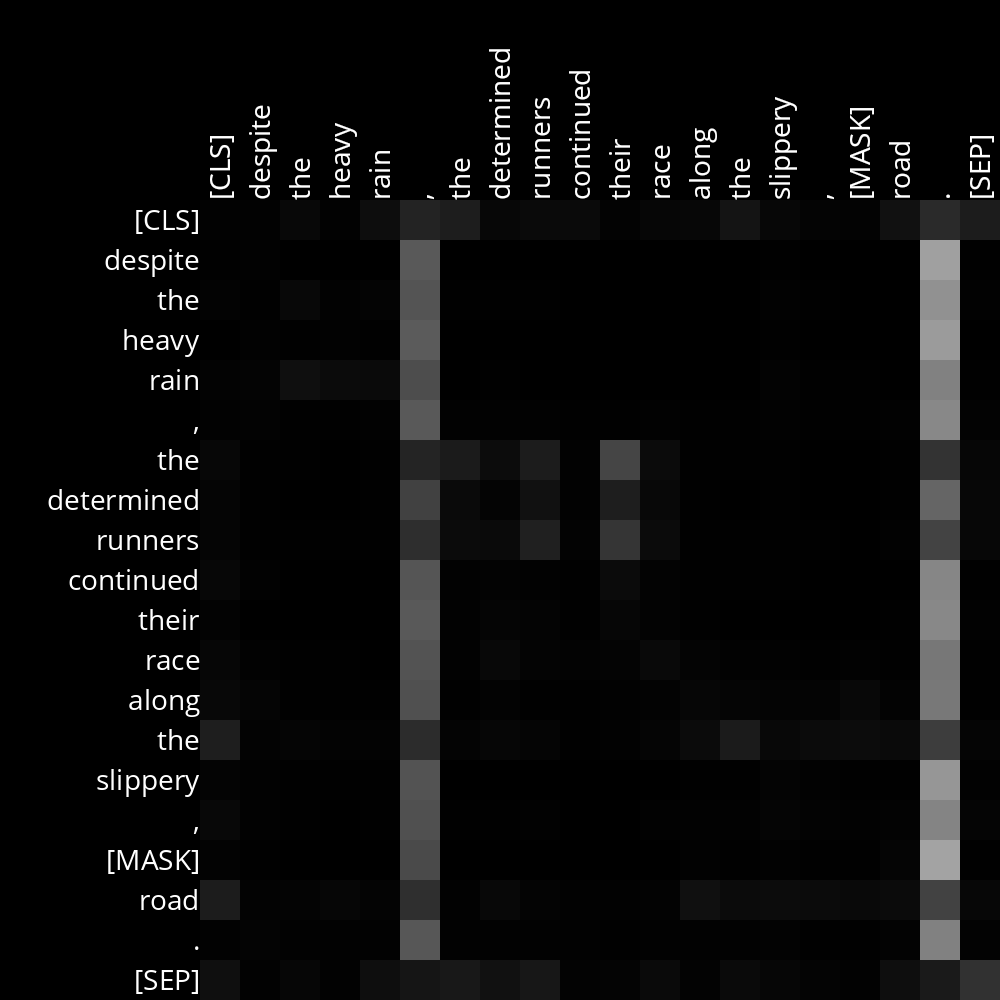 [CLS] despite the heavy rain , the determined runners continued their race along the slippery , [MASK] road . [SEP]
[CLS]
despite
the
heavy
rain
,
the
determined
runners
continued
their
race
along
the
slippery
,
[MASK]
road
.
[SEP]